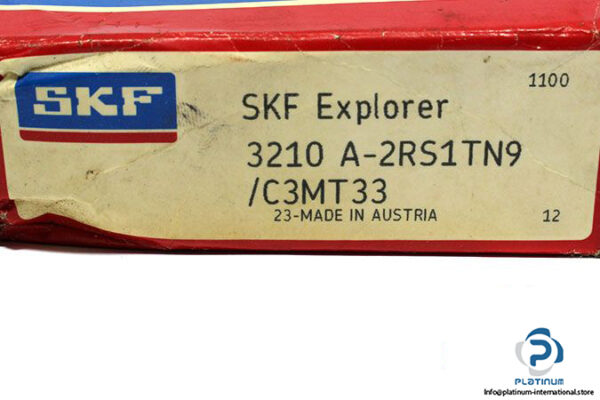 SKF
SKF Explorer
1100
3210 A-2RS1TN9
/C3MT33
23-MADE IN AUSTRIA
12
PLATINUM
Info@platinum-international.store